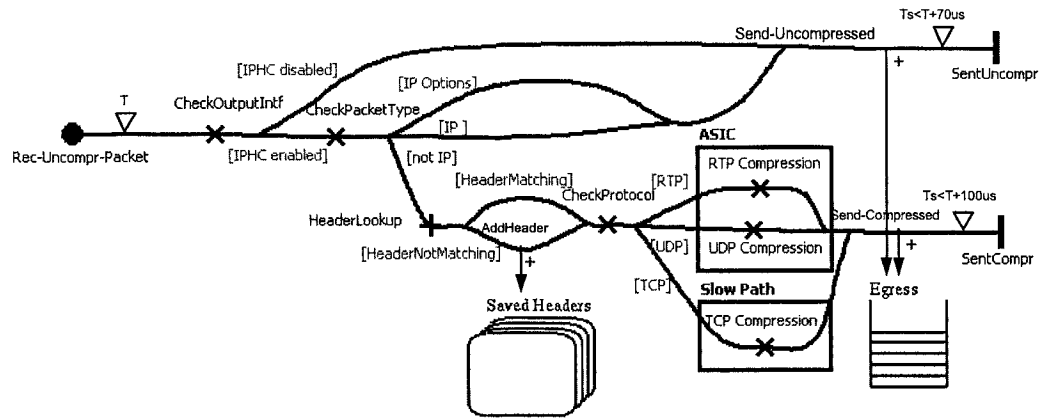 Ts<T+70us
Send-Uncompressed
+
SentUncompr
[IPHC disabled]
[IP Options]
T
CheckOutputIntf
CheckPacketType
[IP ]
Rec-Uncompr-Packet
[IPHC enabled]
[not IP]
ASIC
RTP Compression
[HeaderMatching]
CheckProtocol
[RTP]
Ts<T+100us
HeaderLookup
AddHeader
Send-Compressed
+
[HeaderNotMatching]
+
[UDP]
UDP Compression
SentCompr
[TCP]
Slow Path
Egress
Saved Headers
TCP Compression